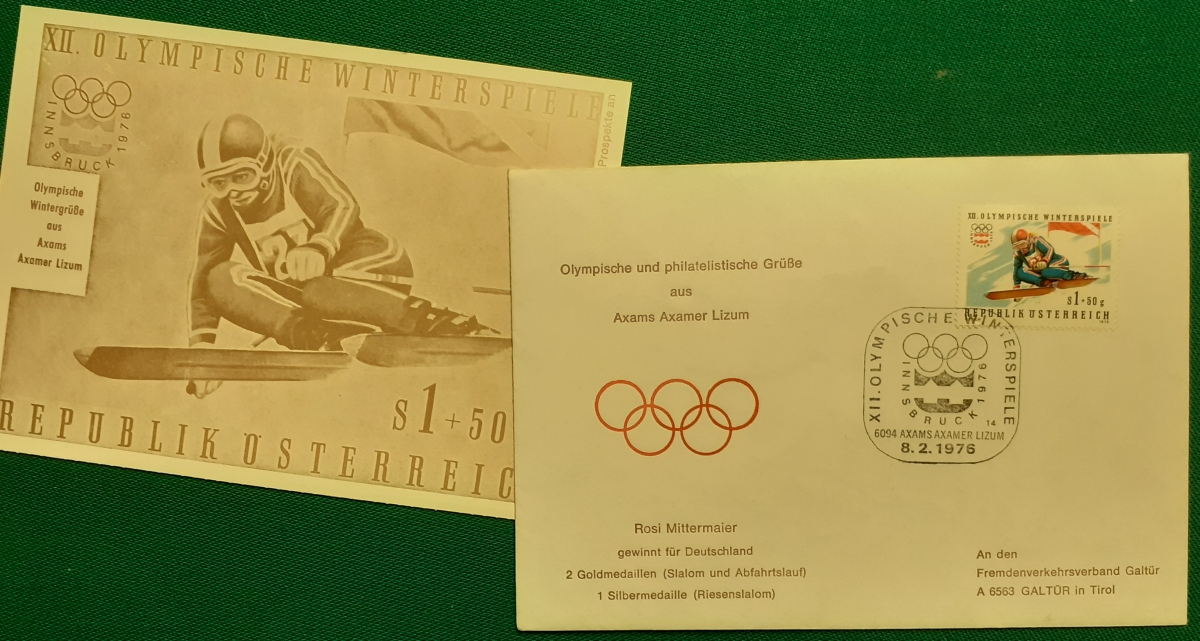 XII. OLYMPISCHE WINTERSPIELE
INNSBRUCK 1976
Olympische
Wintergrüße
aus
Axams
Axamer Lizum
Prospekte an
S1+50
REPUBLIK ÖSTERREIC
Olympische und philatelistische Grüße
aus
Axams Axamer Lizum
XII. OLYMPISCHE WINTERSPIELE
S1+50g
REPUBLIK ÖSTERREICH
XII. OLYMPISCHE WINTERSPIELE
INNSBRUCK 1976
14
6094 AXAMS AXAMER LIZUM
8.2.1976
Rosi Mittermaier
gewinnt für Deutschland
2 Goldmedaillen (Slalom und Abfahrtslauf)
1 Silbermedaille (Riesenslalom)
An den
Fremdenverkehrsverband Galtür
A 6563 GALTÜR in Tirol